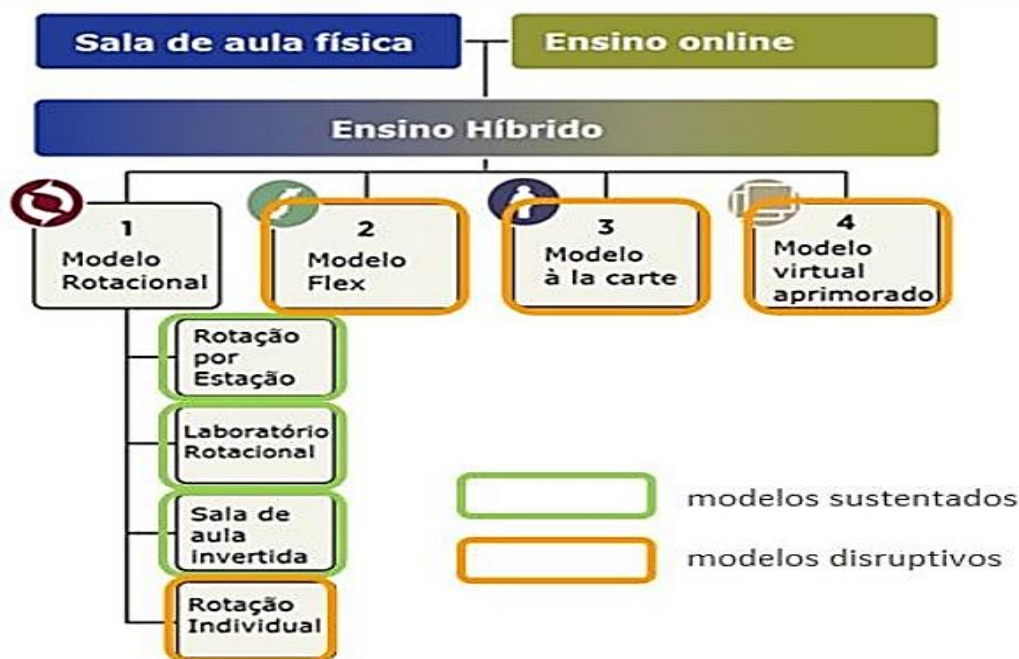 Sala de aula física
Ensino online
Ensino Híbrido
1
Modelo
Rotacional
2
Modelo
Flex
3
Modelo
à la carte
4
Modelo
virtual
aprimorado
Rotação
por
Estação
Laboratório
Rotacional
Sala de
aula
invertida
Rotação
Individual
modelos sustentados
modelos disruptivos